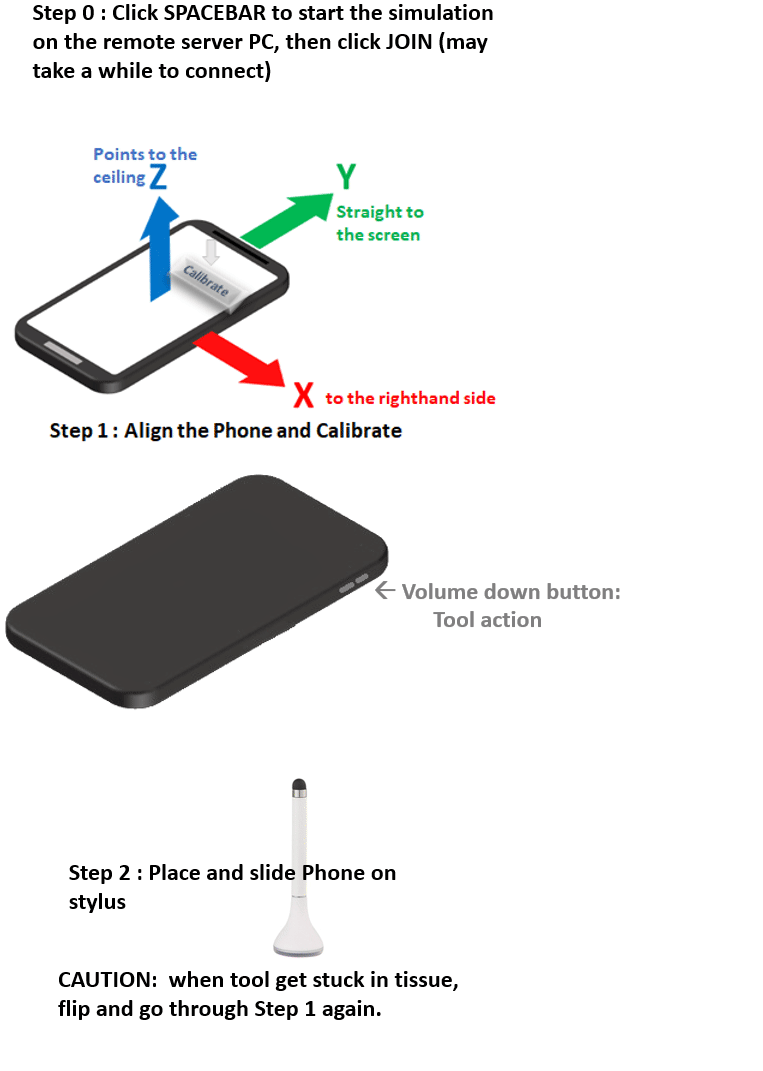 Step 0 : Click SPACEBAR to start the simulation
on the remote server PC, then click JOIN (may
take a while to connect)
Points to the
ceiling Z
Y
Straight to
the screen
Calibrate
X to the righthand side
Step 1 : Align the Phone and Calibrate
← Volume down button:
Tool action
Step 2 : Place and slide Phone on
stylus
CAUTION: when tool get stuck in tissue,
flip and go through Step 1 again.